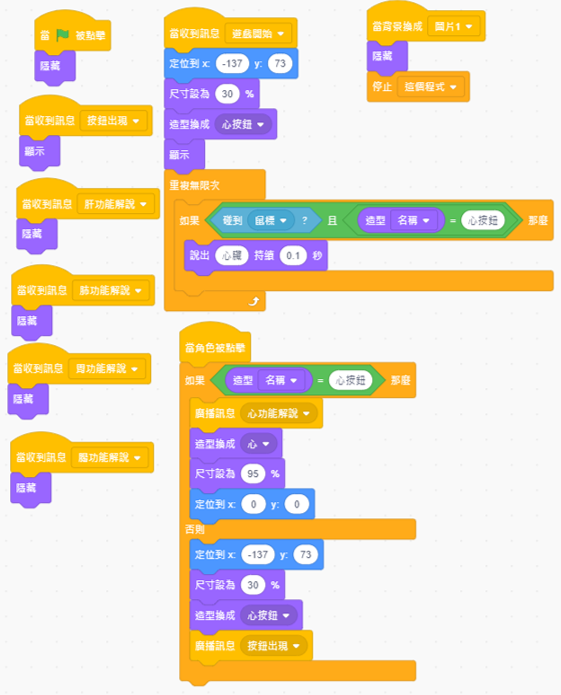 當 被點擊
隱藏
當收到訊息 按鈕出現
顯示
當收到訊息 肝功能解說
隱藏
當收到訊息 肺功能解說
隱藏
當收到訊息 胃功能解說
隱藏
當收到訊息 腦功能解說
隱藏
當收到訊息 遊戲開始
定位到 x: -137 y: 73
尺寸設為 30 %
造型換成 心按鈕
顯示
重複無限次
如果 碰到 鼠標 ? 且 造型 名稱 = 心按鈕 那麼
說出 心臟 持續 0.1 秒
當角色被點擊
如果 造型 名稱 = 心按鈕 那麼
廣播訊息 心功能解說
造型換成 心
尺寸設為 95 %
定位到 x: 0 y: 0
否則
定位到 x: -137 y: 73
尺寸設為 30 %
造型換成 心按鈕
廣播訊息 按鈕出現
當背景換成 圖片1
隱藏
停止 這個程式